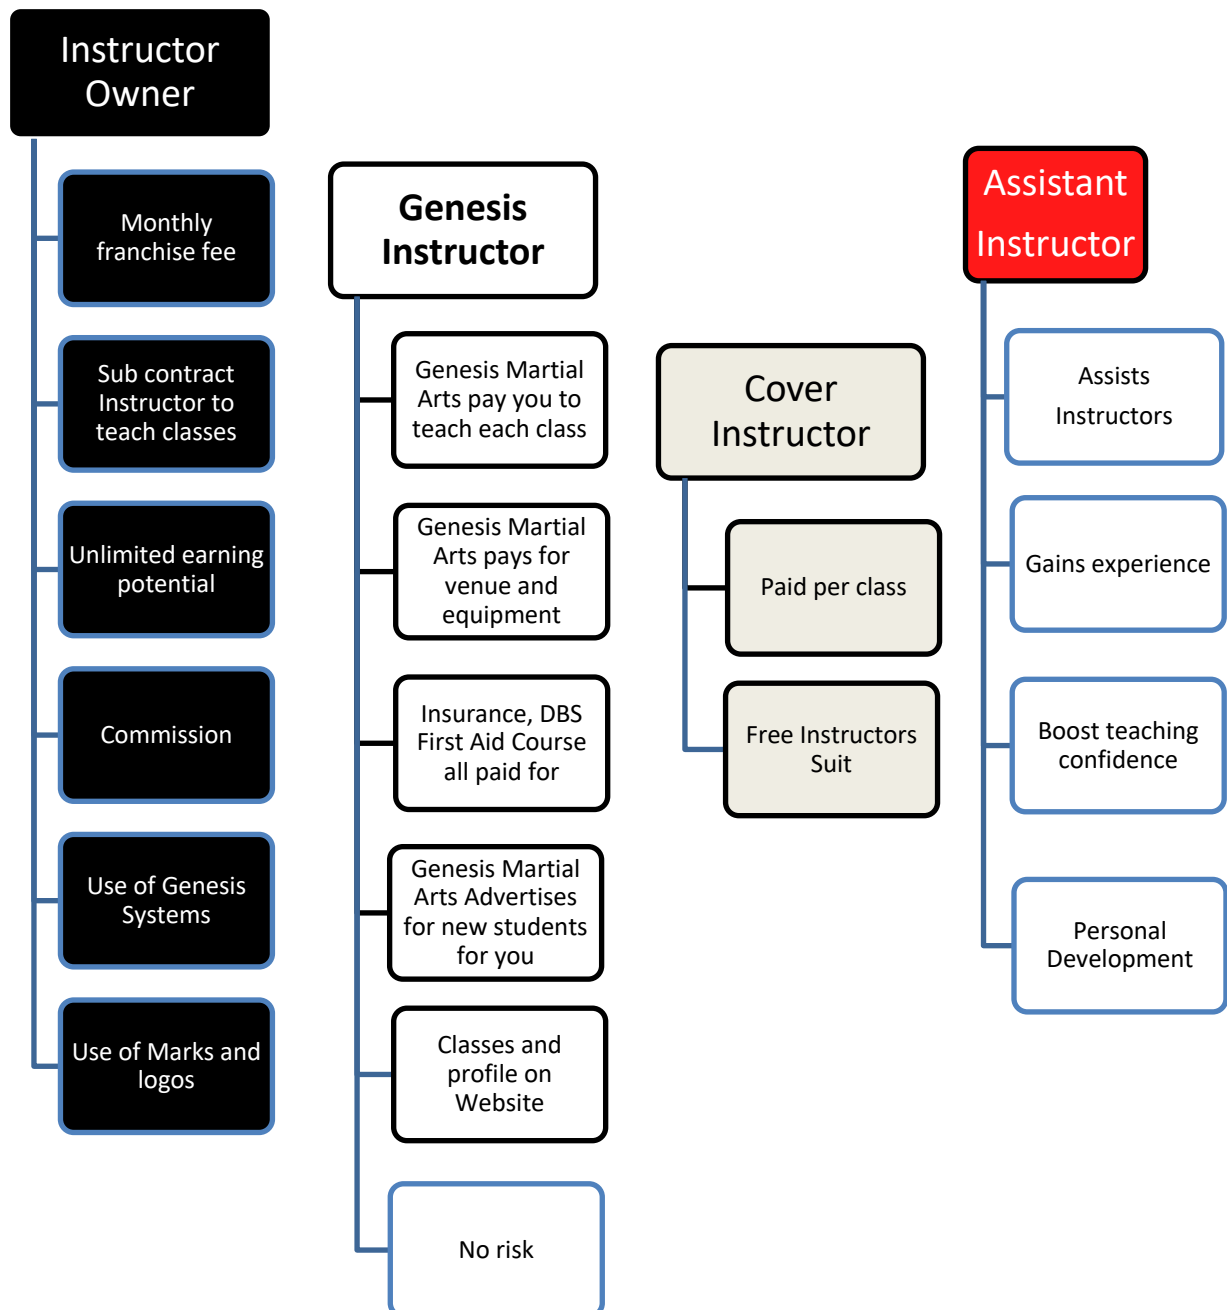 Instructor
Owner
Monthly
franchise fee
Sub contract
Instructor to
teach classes
Unlimited earning
potential
Commission
Use of Genesis
Systems
Use of Marks and
logos
Genesis
Instructor
Genesis Martial
Arts pay you to
teach each class
Genesis Martial
Arts pays for
venue and
equipment
Insurance, DBS
First Aid Course
all paid for
Genesis Martial
Arts Advertises
for new students
for you
Classes and
profile on
Website
No risk
Cover
Instructor
Paid per class
Free Instructors
Suit
Assistant
Instructor
Assists
Instructors
Gains experience
Boost teaching
confidence
Personal
Development